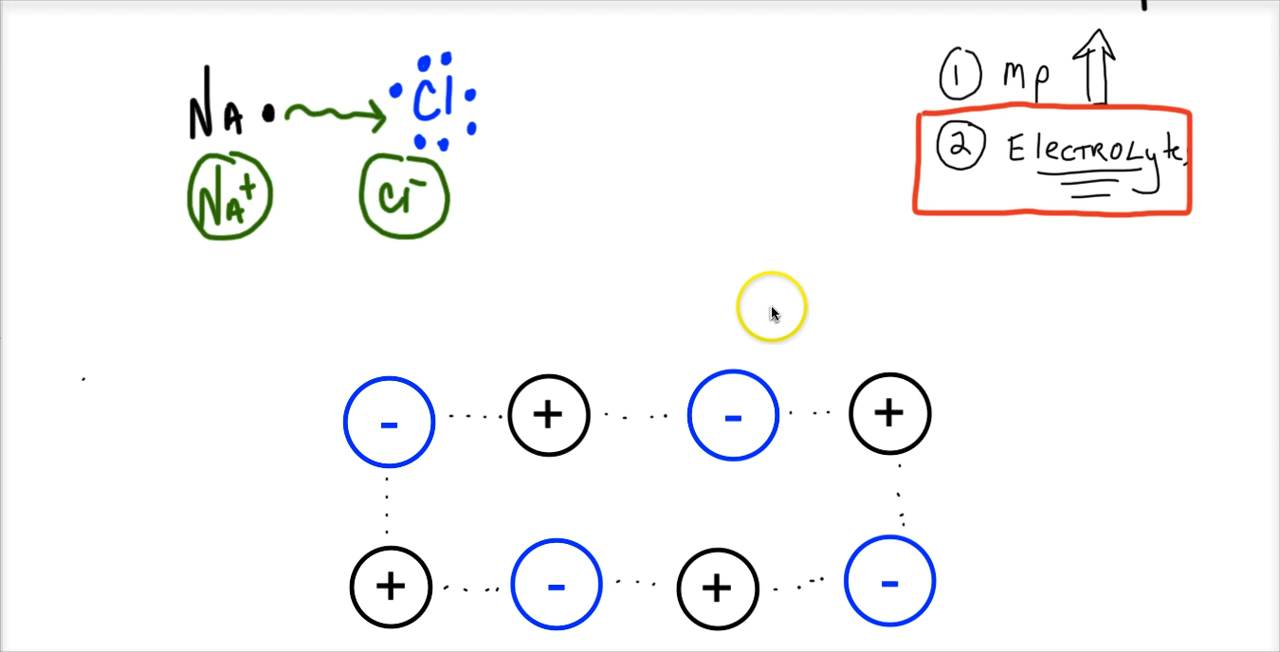 NA Cl
NA+ Cl-
1 mp
2 ELECTROLyte
- + - +
+ - + -